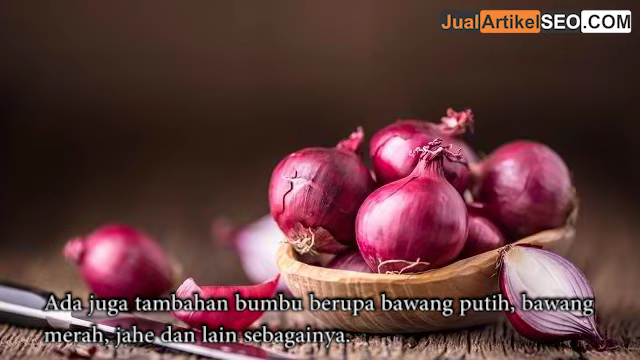 JualArtikelSEO.COM
Ada juga tambahan bumbu berupa bawang putih, bawang
merah, jahe dan lain sebagainya.